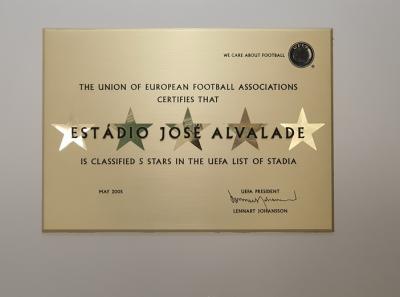 WE CARE ABOUT FOOTBALL
THE UNION OF EUROPEAN FOOTBALL ASSOCIATIONS
CERTIFIES THAT
ESTÁDIO JOSÉ ALVALADE
IS CLASSIFIED 5 STARS IN THE UEFA LIST OF STADIA
MAY 2005
UEFA PRESIDENT
LENNART JOHANSSON